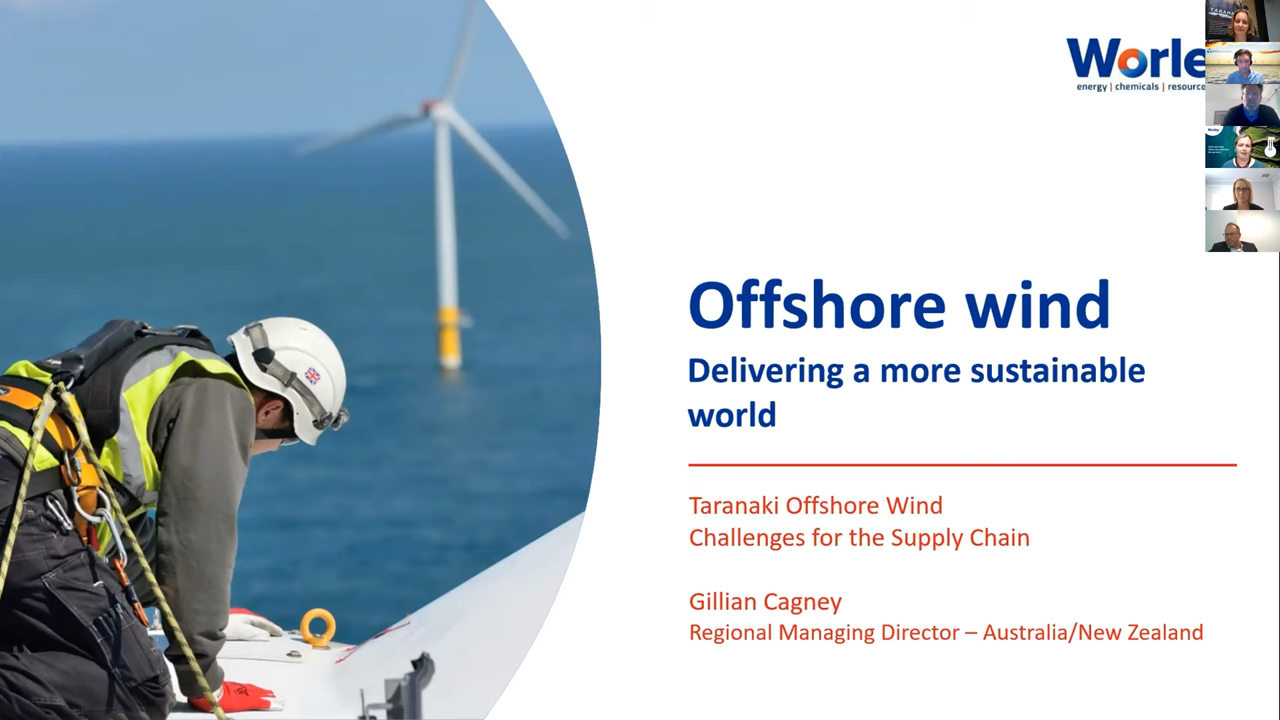 Worle
energy | chemicals | resource
Offshore wind
Delivering a more sustainable
world
Taranaki Offshore Wind
Challenges for the Supply Chain
Gillian Cagney
Regional Managing Director – Australia/New Zealand